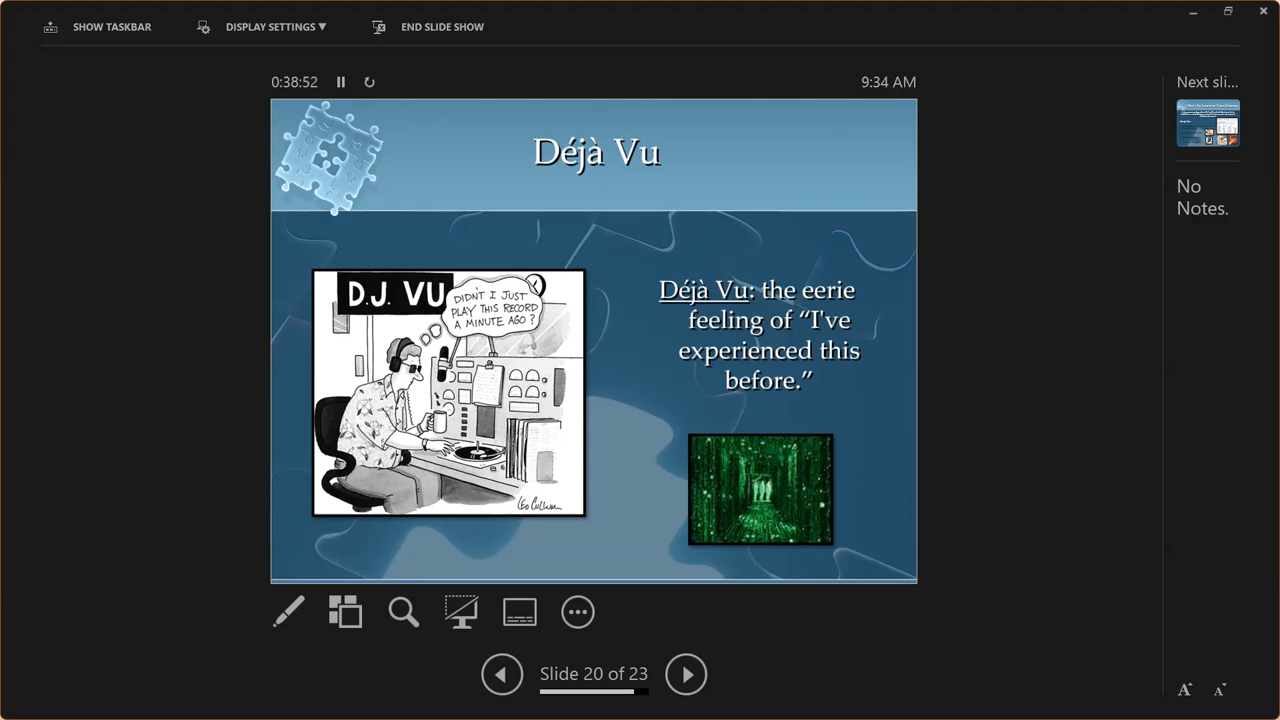 SHOW TASKBAR
DISPLAY SETTINGS ▼
END SLIDE SHOW
0:38:52
9:34 AM
Next sli...
Déjà Vu
No
Notes.
D.J. VU
DIDN'T I JUST
PLAY THIS RECORD
A MINUTE AGO?
Déjà Vu: the eerie
feeling of “I've
experienced this
before.”
Leo Cullum
Slide 20 of 23
A
A